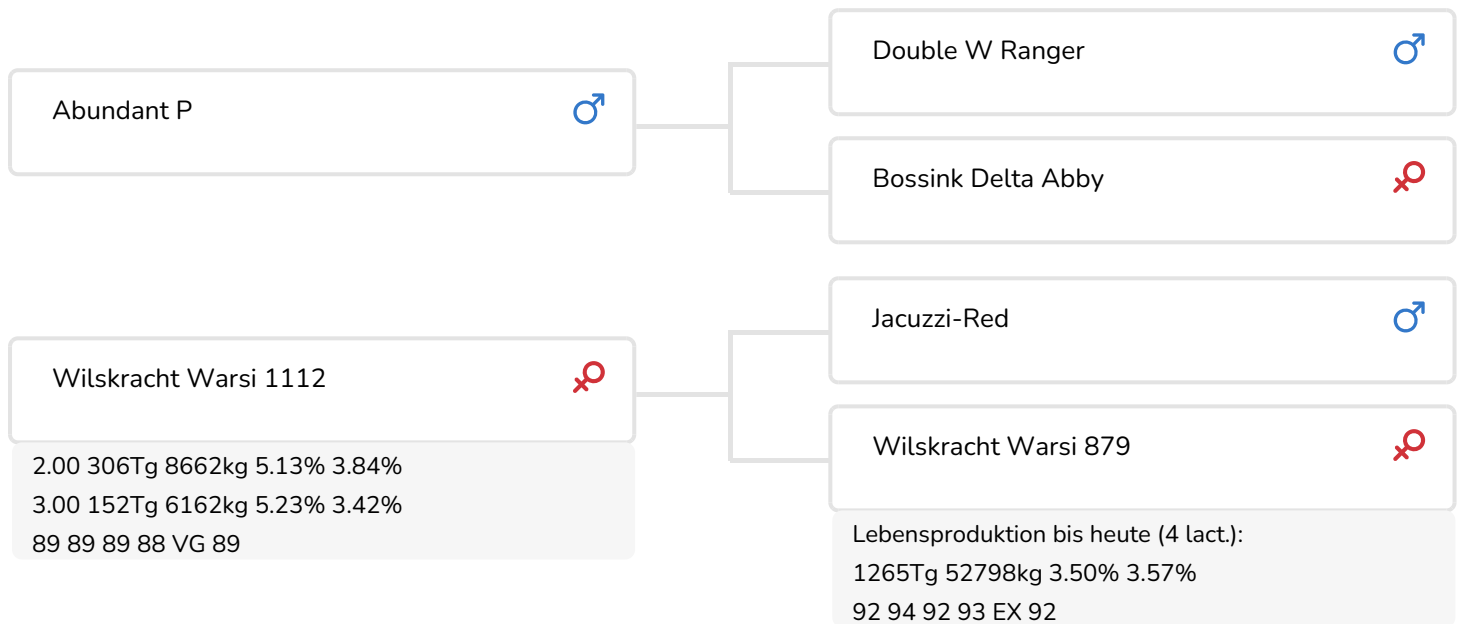 Abundant P
Double W Ranger
Bossink Delta Abby
Wilskracht Warsi 1112
2.00 306Tg 8662kg 5.13% 3.84%
3.00 152Tg 6162kg 5.23% 3.42%
89 89 89 88 VG 89
Jacuzzi-Red
Wilskracht Warsi 879
Lebensproduktion bis heute (4 lact.):
1265Tg 52798kg 3.50% 3.57%
92 94 92 93 EX 92